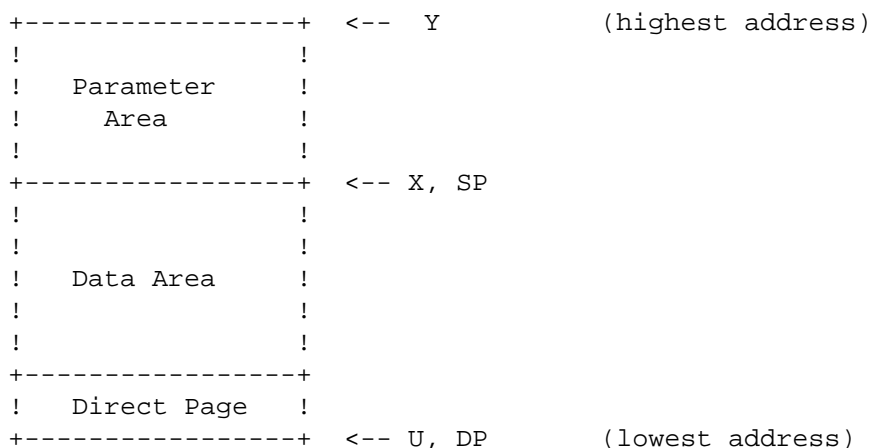 +-----------------+ <-- Y (highest address)
! !
! Parameter !
! Area !
! !
+-----------------+ <-- X, SP
! !
! !
! Data Area !
! !
! !
+-----------------+
! Direct Page !
+-----------------+ <-- U, DP (lowest address)